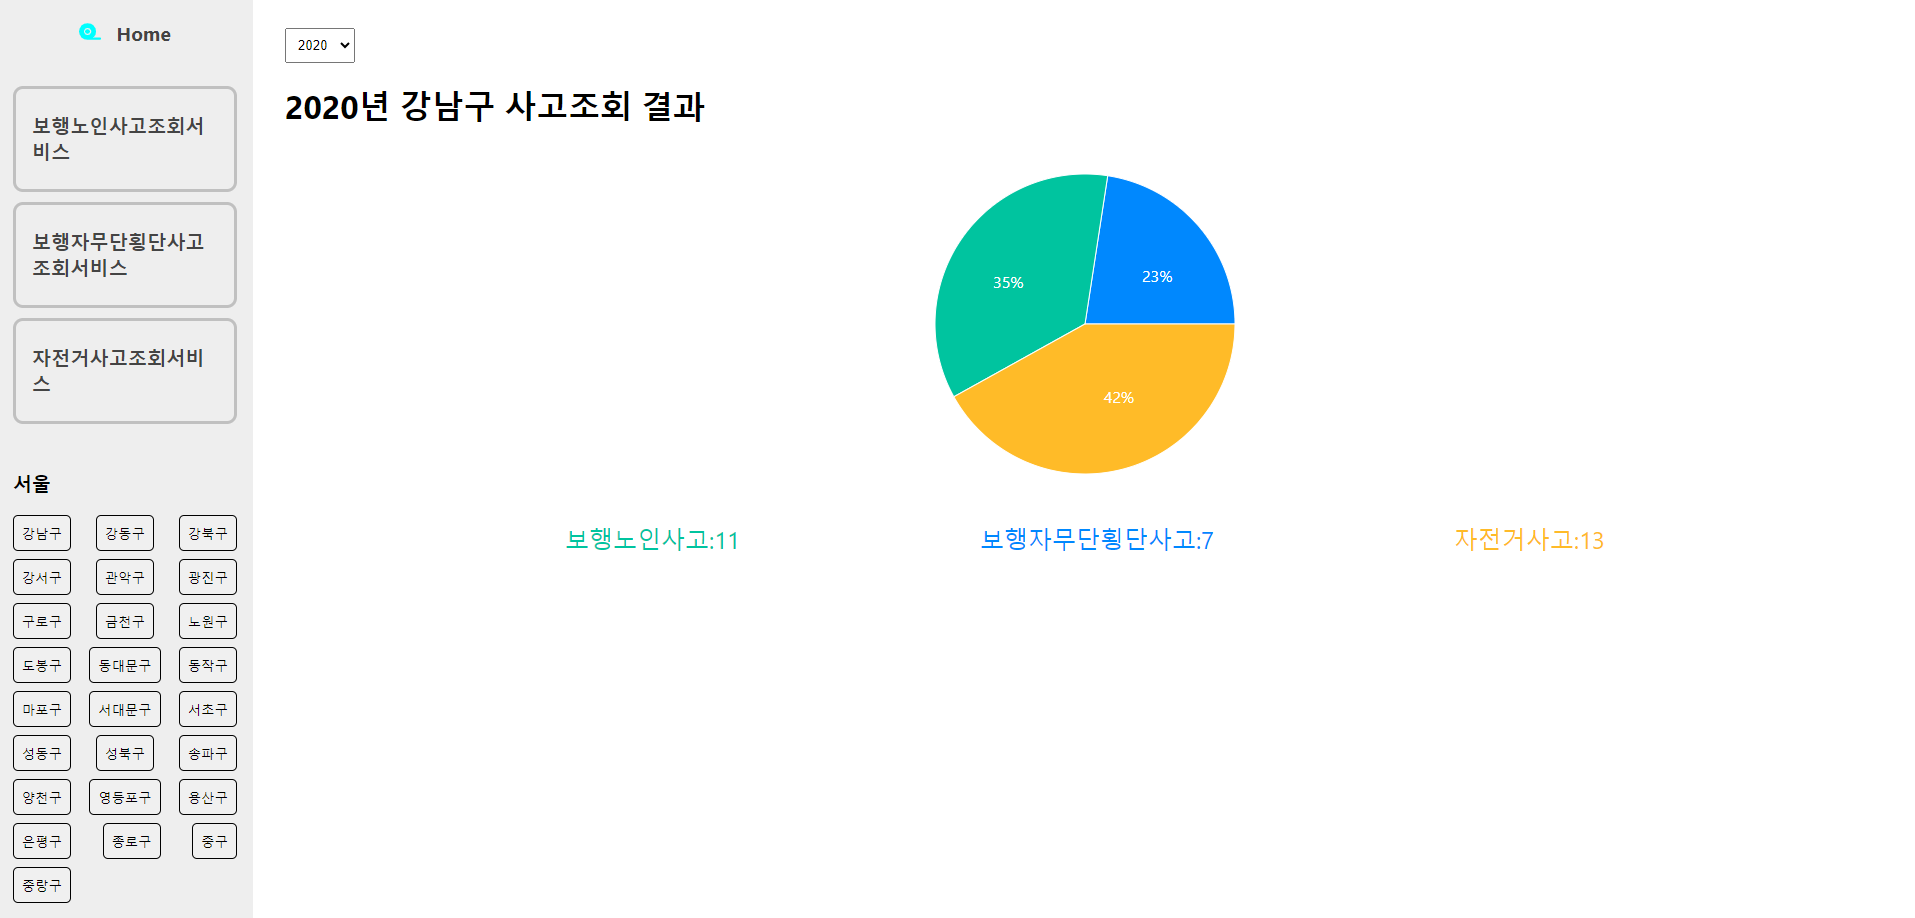 Home
보행노인사고조회서
비스
보행자무단횡단사고
조회서비스
자전거사고조회서비
스
서울
강남구 강동구 강북구
강서구 관악구 광진구
구로구 금천구 노원구
도봉구 동대문구 동작구
마포구 서대문구 서초구
성동구 성북구 송파구
양천구 영등포구 용산구
은평구 종로구 중구
중랑구
2020
2020년 강남구 사고조회 결과
35%
23%
42%
보행노인사고:11
보행자무단횡단사고:7
자전거사고:13